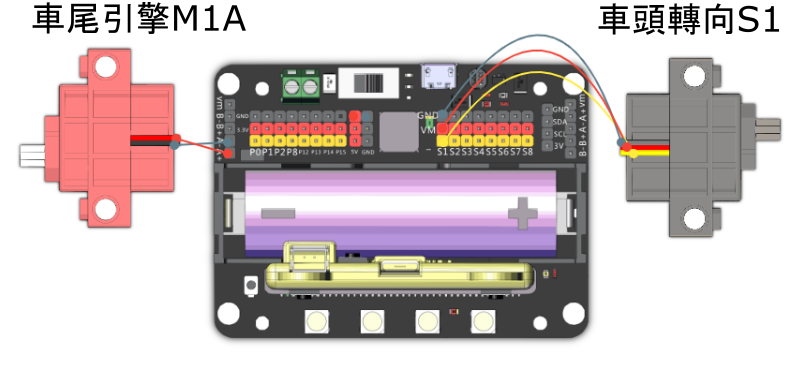 車尾引擎M1A
車頭轉向S1
vm B- B+ A- A+
GND
3.3V
P0 P1 P2 P8 P12 P13 P14 P15 5V GND
GND
VM
S1 S2 S3 S4 S5 S6 S7 S8
GND
SDA
SCL
3V
B- B+ A- A+ vm